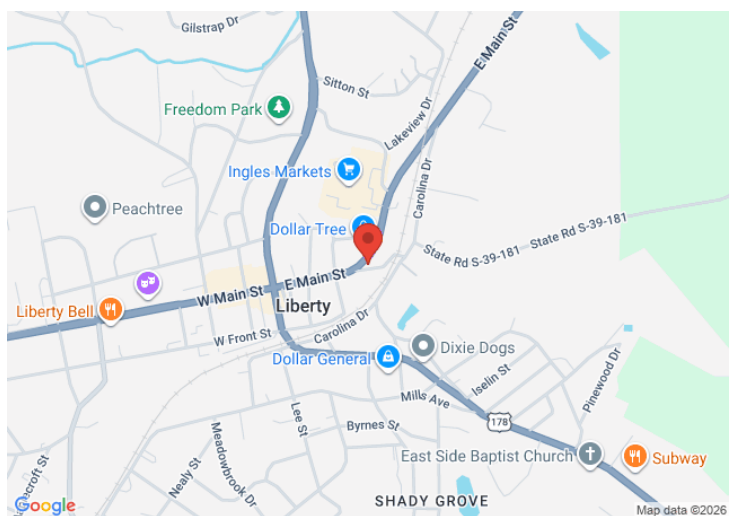 Gilstrap Dr
E Main St
Sitton St
Freedom Park
Lakeview Dr
Ingles Markets
Carolina Dr
Peachtree
Dollar Tree
State Rd S-39-181
State Rd S-39-181
E Main St
W Main St
Liberty Bell
Liberty
W Front St
Carolina Dr
Dixie Dogs
Dollar General
Iselin St
Pinewood Dr
Mills Ave
Lee St
178
Byrnes St
Meadowbrook Dr
East Side Baptist Church
Subway
Nealy St
SHADY GROVE
Google
Map data ©2026